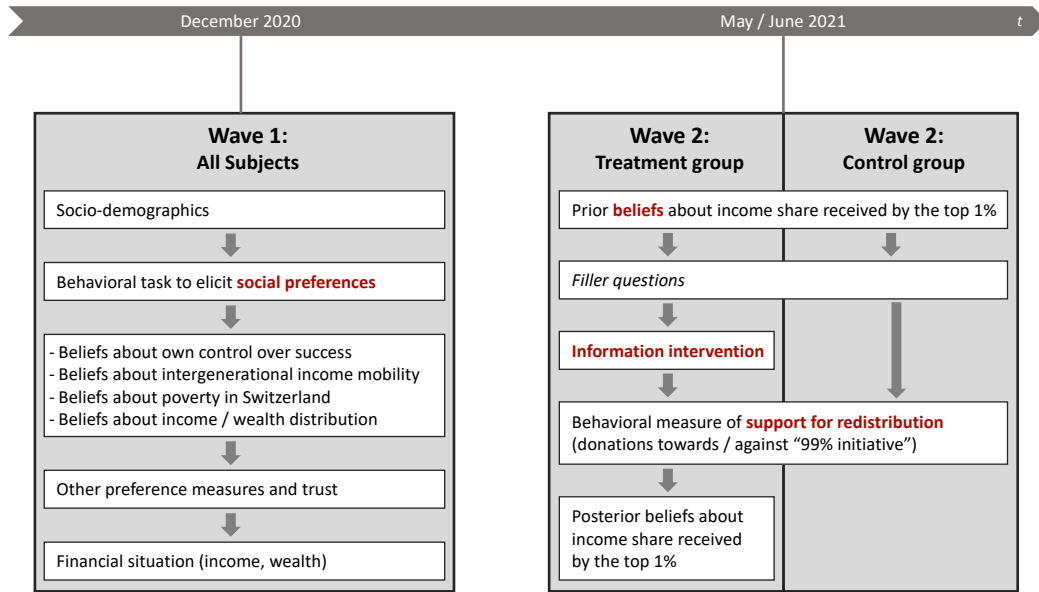 December 2020
May / June 2021
t
Wave 1:
All Subjects
Socio-demographics
Behavioral task to elicit social preferences
- Beliefs about own control over success
- Beliefs about intergenerational income mobility
- Beliefs about poverty in Switzerland
- Beliefs about income / wealth distribution
Other preference measures and trust
Financial situation (income, wealth)
Wave 2:
Treatment group
Wave 2:
Control group
Prior beliefs about income share received by the top 1%
Filler questions
Information intervention
Behavioral measure of support for redistribution
(donations towards / against “99% initiative”)
Posterior beliefs about
income share received
by the top 1%